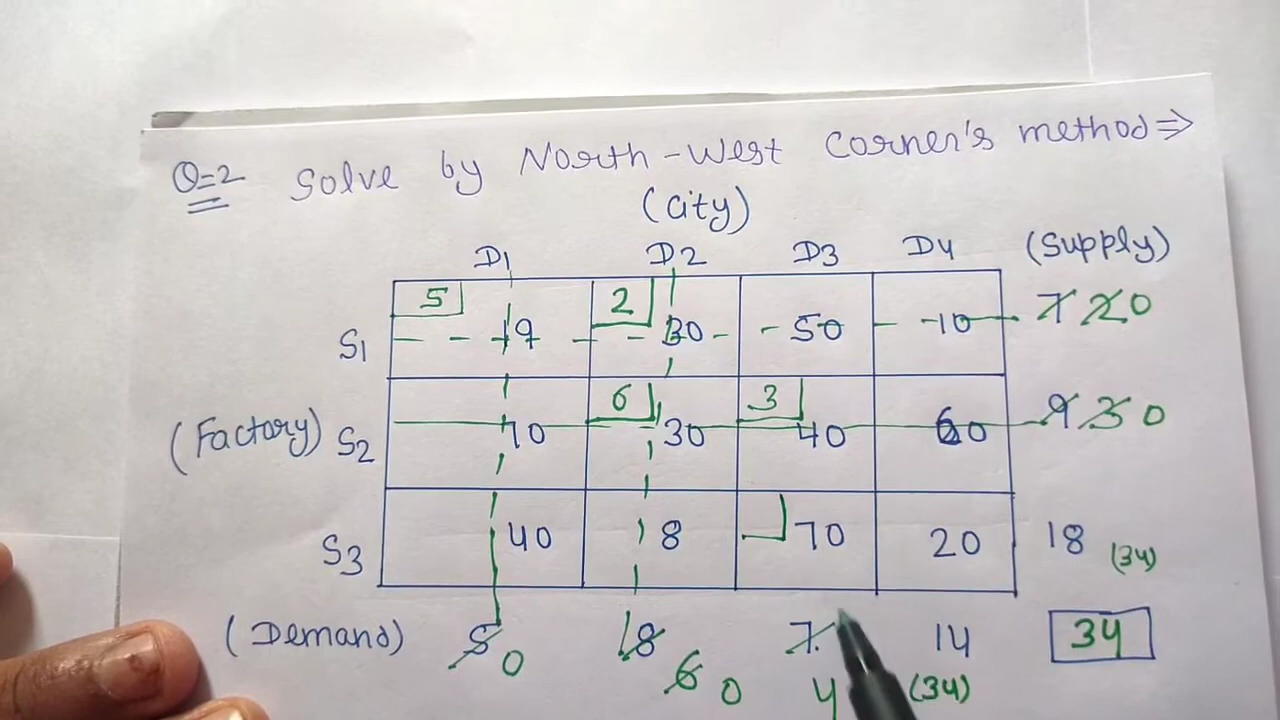 Q=2 Solve by North-West Corner's method ⇒
(City)
D1 D2 D3 D4 (Supply)
5 19 2 30 50 10 7 2 0
S1
(Factory) S2 70 6 30 3 40 60 9 3 0
S3 40 8 70 20 18 (34)
(Demand) 5 0 8 6 0 7 4 14 (34) 34